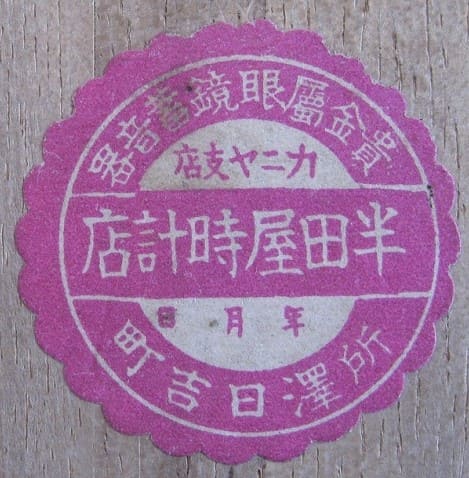 貴金屬眼鏡蓄音器
カニヤ支店
半田屋時計店
年月日
所澤日吉町